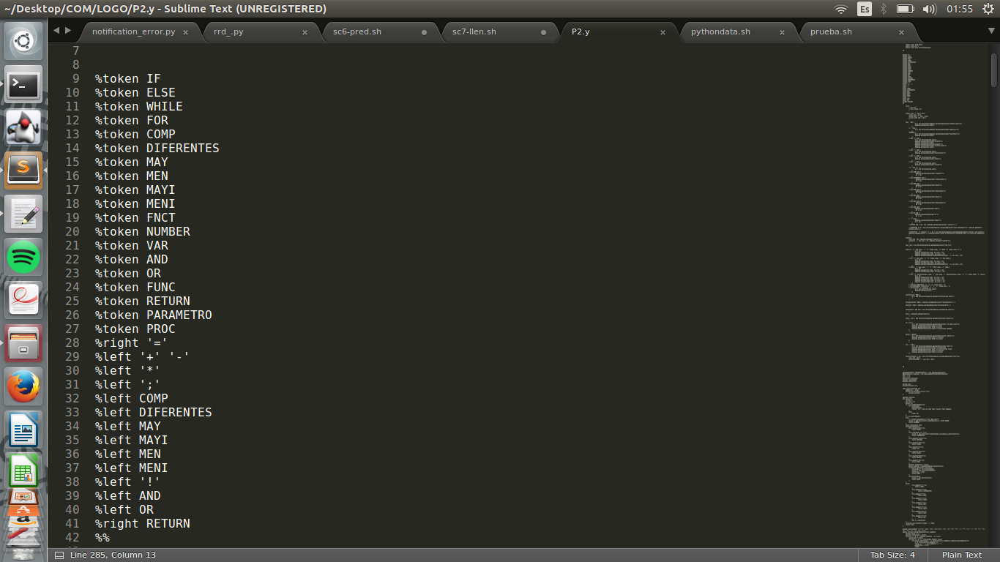 ~/Desktop/COM/LOGO/P2.y - Sublime Text (UNREGISTERED)
Es
01:55
notification_error.py
rrd_.py
sc6-pred.sh
sc7-llen.sh
P2.y
pythondata.sh
prueba.sh
7
8
9 %token IF
10 %token ELSE
11 %token WHILE
12 %token FOR
13 %token COMP
14 %token DIFERENTES
15 %token MAY
16 %token MEN
17 %token MAYI
18 %token MENI
19 %token FNCT
20 %token NUMBER
21 %token VAR
22 %token AND
23 %token OR
24 %token FUNC
25 %token RETURN
26 %token PARAMETRO
27 %token PROC
28 %right '='
29 %left '+' '-'
30 %left '*'
31 %left ';'
32 %left COMP
33 %left DIFERENTES
34 %left MAY
35 %left MAYI
36 %left MEN
37 %left MENI
38 %left '!'
39 %left AND
40 %left OR
41 %right RETURN
42 %%
Line 285, Column 13
Tab Size: 4
Plain Text